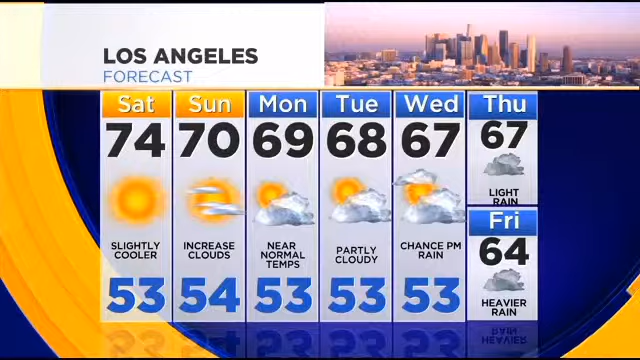 LOS ANGELES
FORECAST
Sat
74
SLIGHTLY
COOLER
53
Sun
70
INCREASE
CLOUDS
54
Mon
69
NEAR
NORMAL
TEMPS
53
Tue
68
PARTLY
CLOUDY
53
Wed
67
CHANCE PM
RAIN
53
Thu
67
LIGHT
RAIN
Fri
64
HEAVIER
RAIN